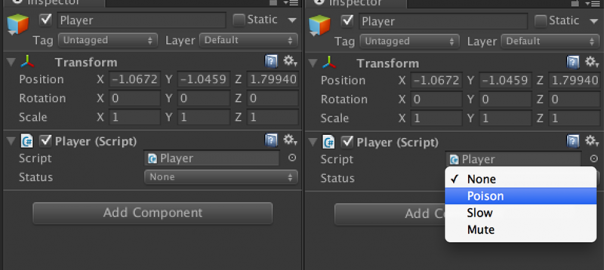 Inspector
Player
Static
Tag Untagged Layer Default
Transform
Position X -1.0672 Y -1.0459 Z 1.79940
Rotation X 0 Y 0 Z 0
Scale X 1 Y 1 Z 1
Player (Script)
Script Player
Status None
Add Component
Inspector
Player
Static
Tag Untagged Layer Default
Transform
Position X -1.0672 Y -1.0459 Z 1.79940
Rotation X 0 Y 0 Z 0
Scale X 1 Y 1 Z 1
Player (Script)
Script Player
Status
None
Poison
Slow
Mute
Add Co